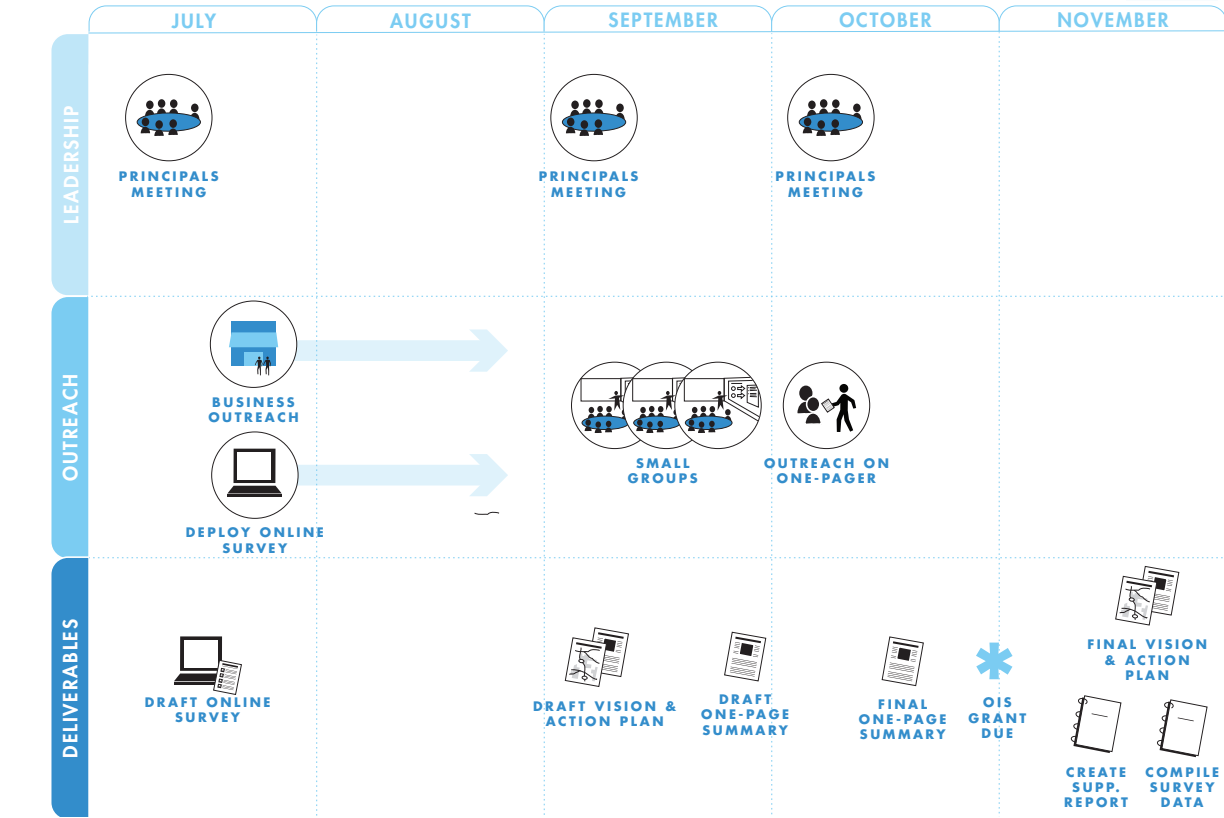 JULY
AUGUST
SEPTEMBER
OCTOBER
NOVEMBER
LEADERSHIP
PRINCIPALS
MEETING
PRINCIPALS
MEETING
PRINCIPALS
MEETING
OUTREACH
BUSINESS
OUTREACH
DEPLOY ONLINE
SURVEY
SMALL
GROUPS
OUTREACH ON
ONE-PAGER
DELIVERABLES
DRAFT ONLINE
SURVEY
DRAFT VISION &
ACTION PLAN
DRAFT
ONE-PAGE
SUMMARY
FINAL
ONE-PAGE
SUMMARY
OIS
GRANT
DUE
FINAL VISION
& ACTION
PLAN
CREATE
SUPP.
REPORT
COMPILE
SURVEY
DATA